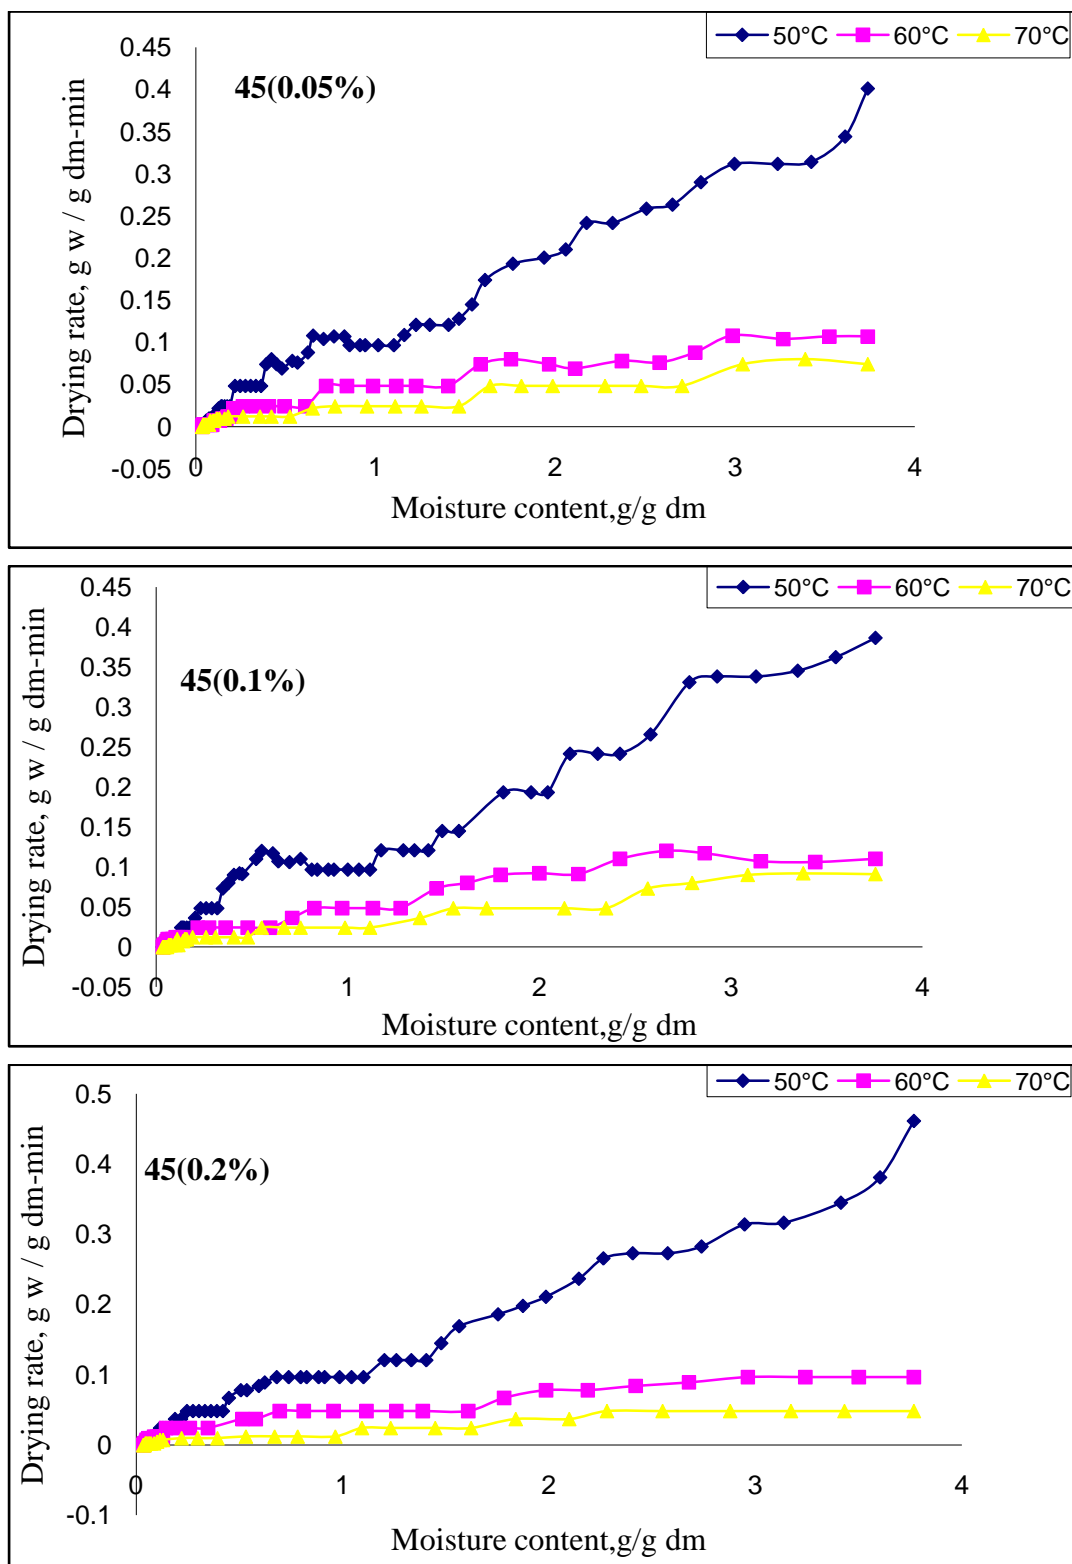 50°C 60°C 70°C
45(0.05%)
Drying rate, g w / g dm-min
0.45
0.4
0.35
0.3
0.25
0.2
0.15
0.1
0.05
0
-0.05
0 1 2 3 4
Moisture content,g/g dm
50°C 60°C 70°C
45(0.1%)
Drying rate, g w / g dm-min
0.45
0.4
0.35
0.3
0.25
0.2
0.15
0.1
0.05
0
-0.05
0 1 2 3 4
Moisture content,g/g dm
50°C 60°C 70°C
45(0.2%)
Drying rate, g w / g dm-min
0.5
0.4
0.3
0.2
0.1
0
-0.1
0 1 2 3 4
Moisture content,g/g dm